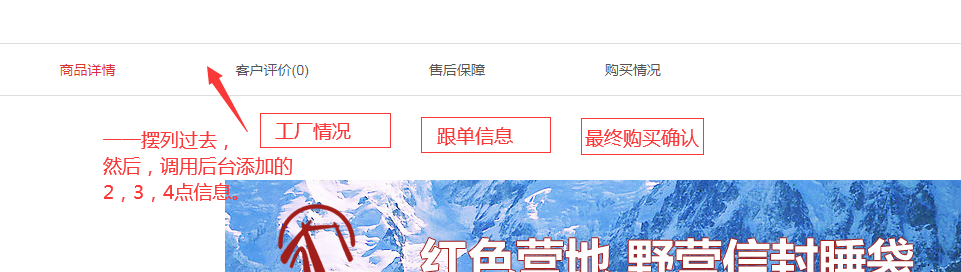 商品详情 客户评价(0) 售后保障 购买情况
工厂情况 跟单信息 最终购买确认
——摆列过去，
然后，调用后台添加的
2，3，4点信息。
红色营地 野营信封睡袋